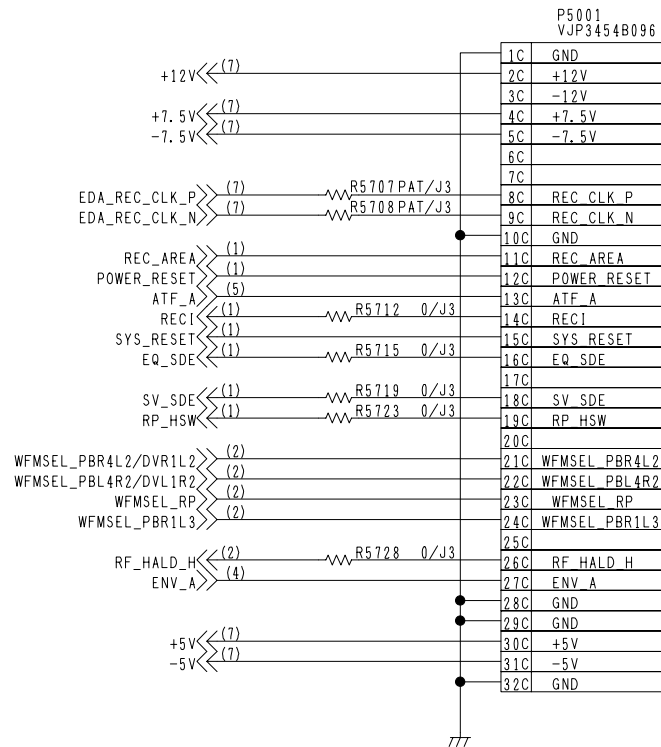 P5001
VJP3454B096
1C GND
+12V (7) 2C +12V
3C -12V
+7.5V (7) 4C +7.5V
-7.5V (7) 5C -7.5V
6C
7C
EDA_REC_CLK_P (7) R5707 PAT/J3 8C REC_CLK_P
EDA_REC_CLK_N (7) R5708 PAT/J3 9C REC_CLK_N
10C GND
REC_AREA (1) 11C REC_AREA
POWER_RESET (1) 12C POWER_RESET
ATF_A (5) 13C ATF_A
RECI (1) R5712 0/J3 14C RECI
SYS_RESET (1) 15C SYS_RESET
EQ_SDE (1) R5715 0/J3 16C EQ_SDE
17C
SV_SDE (1) R5719 0/J3 18C SV_SDE
RP_HSW (1) R5723 0/J3 19C RP_HSW
20C
WFMSEL_PBR4L2/DVR1L2 (2) 21C WFMSEL_PBR4L2
WFMSEL_PBL4R2/DVL1R2 (2) 22C WFMSEL_PBL4R2
WFMSEL_RP (2) 23C WFMSEL_RP
WFMSEL_PBR1L3 (2) 24C WFMSEL_PBR1L3
25C
RF_HALD_H (2) R5728 0/J3 26C RF_HALD_H
ENV_A (4) 27C ENV_A
28C GND
29C GND
+5V (7) 30C +5V
-5V (7) 31C -5V
32C GND